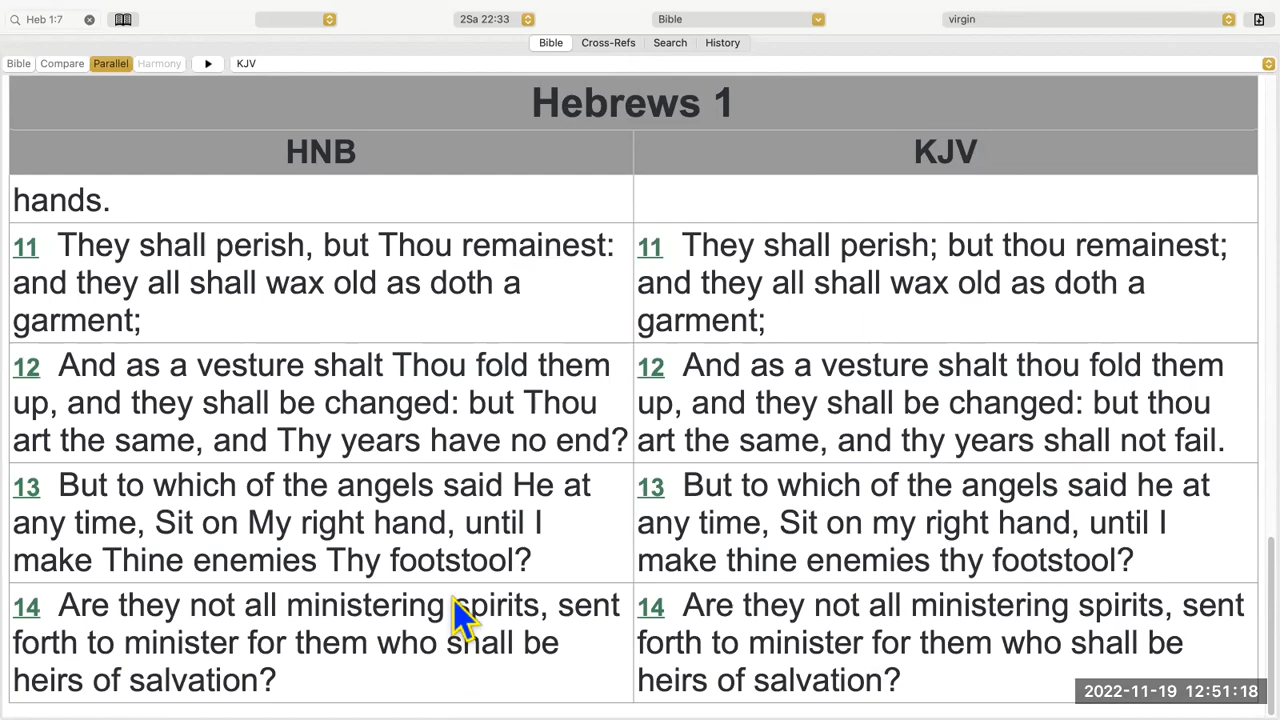 Heb 1:7
2Sa 22:33
Bible
virgin
Bible
Cross-Refs
Search
History
Bible
Compare
Parallel
Harmony
KJV
Hebrews 1
HNB
KJV
hands.
11 They shall perish, but Thou remainest:
and they all shall wax old as doth a
garment;
11 They shall perish; but thou remainest;
and they all shall wax old as doth a
garment;
12 And as a vesture shalt Thou fold them
up, and they shall be changed: but Thou
art the same, and Thy years have no end?
12 And as a vesture shalt thou fold them
up, and they shall be changed: but thou
art the same, and thy years shall not fail.
13 But to which of the angels said He at
any time, Sit on My right hand, until I
make Thine enemies Thy footstool?
13 But to which of the angels said he at
any time, Sit on my right hand, until I
make thine enemies thy footstool?
14 Are they not all ministering spirits, sent
forth to minister for them who shall be
heirs of salvation?
14 Are they not all ministering spirits, sent
forth to minister for them who shall be
heirs of salvation?
2022-11-19 12:51:18